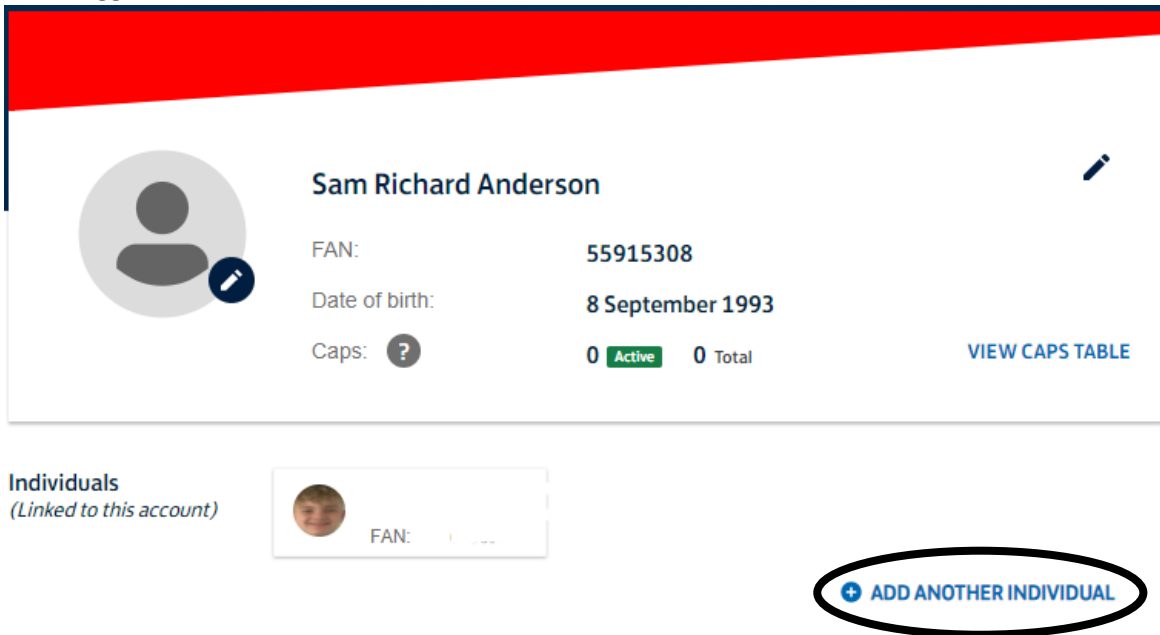 Sam Richard Anderson
FAN: 55915308
Date of birth: 8 September 1993
Caps: ? 0 Active 0 Total VIEW CAPS TABLE
Individuals
(Linked to this account)
FAN:
ADD ANOTHER INDIVIDUAL